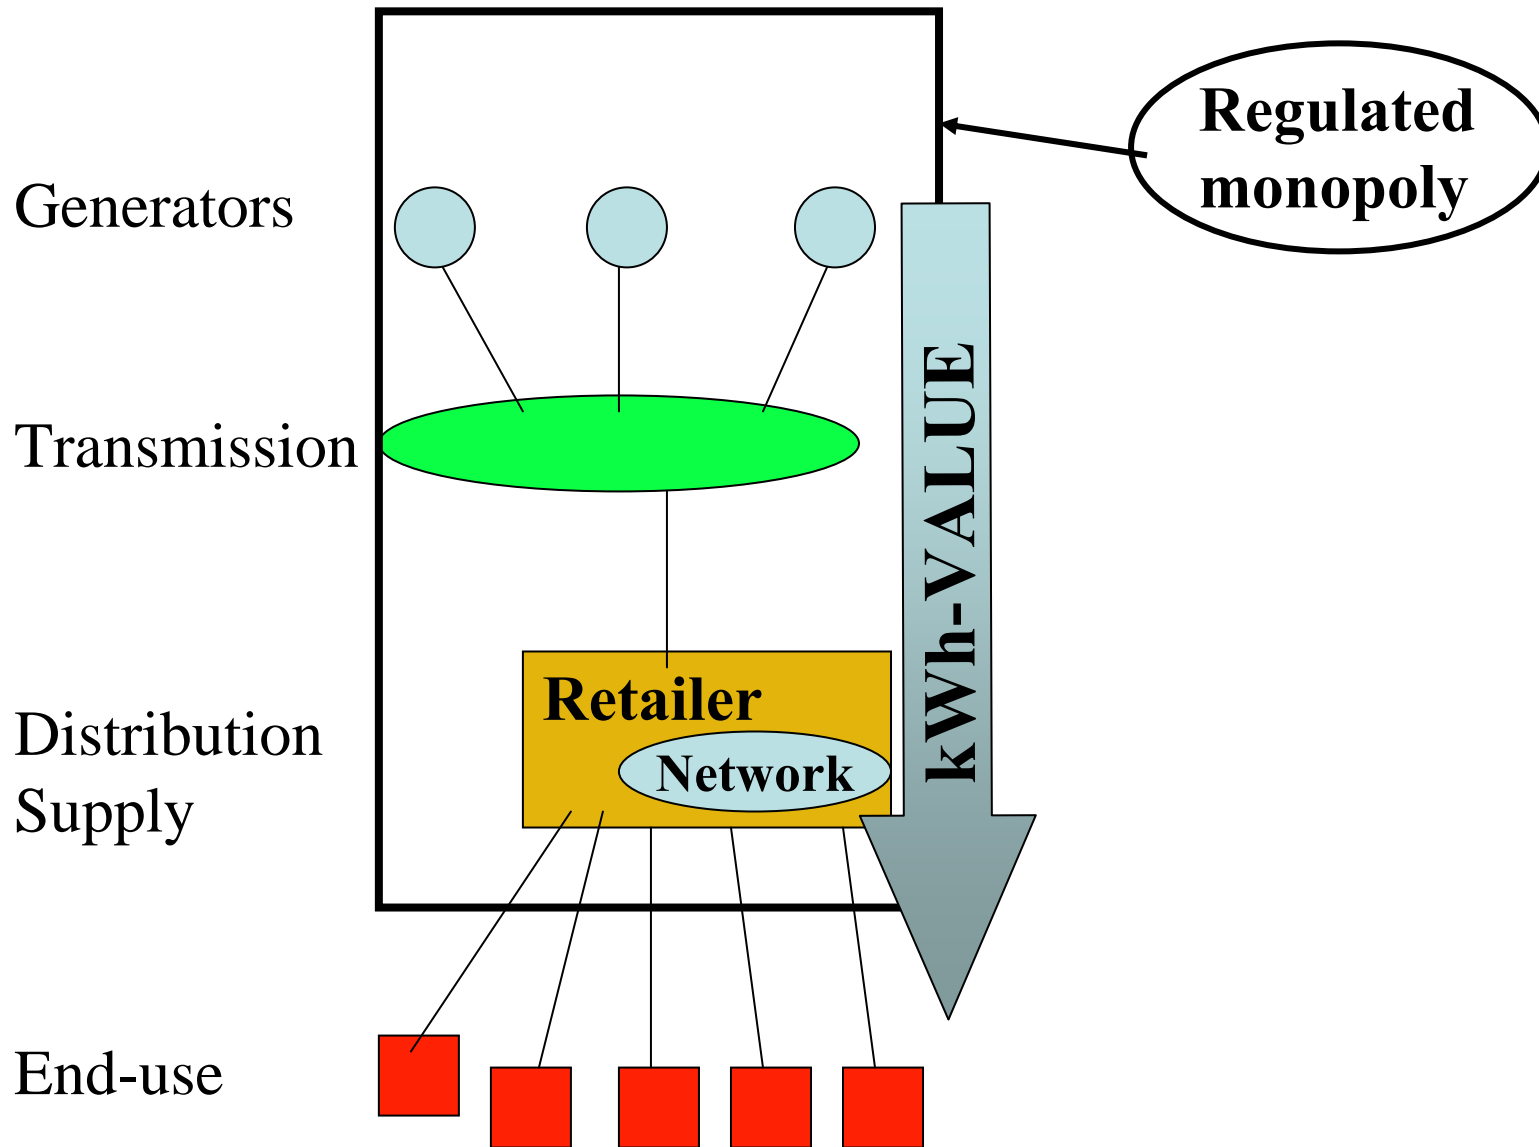 Regulated
monopoly
Generators
Transmission
kWh-VALUE
Retailer
Network
Distribution
Supply
End-use